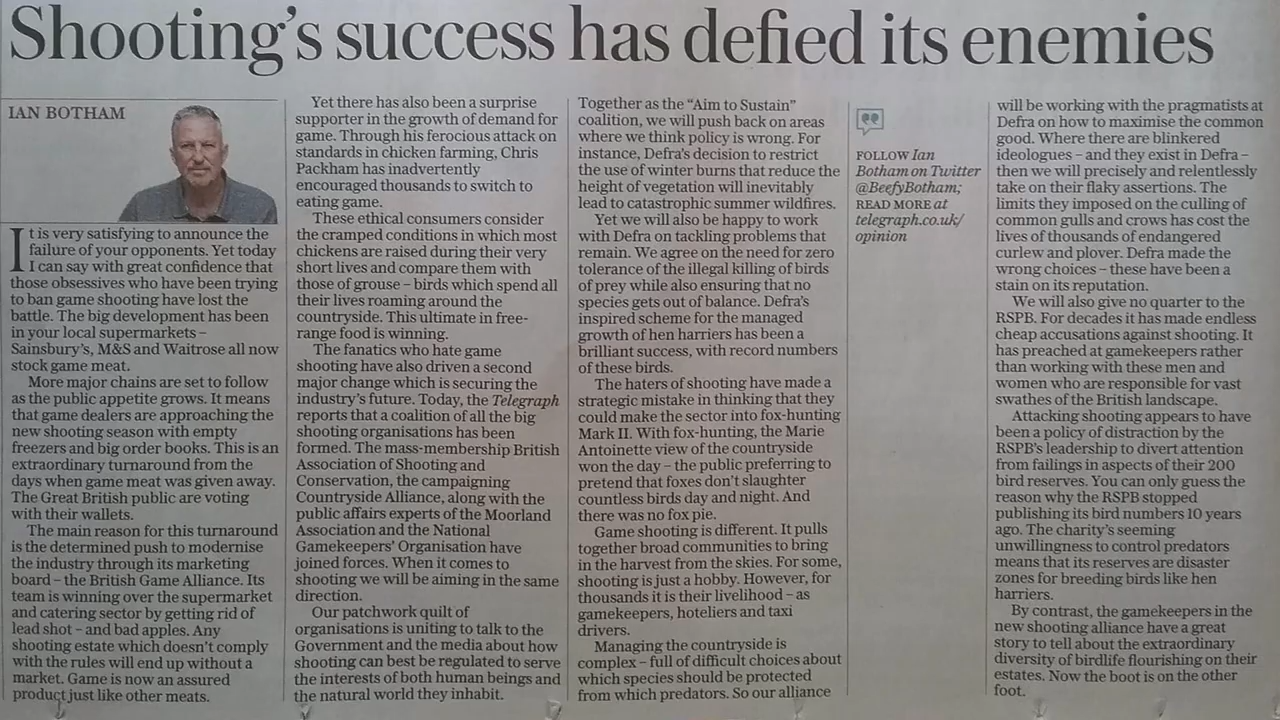 Shooting's success has defied its enemies
IAN BOTHAM
It is very satisfying to announce the
failure of your opponents. Yet today
I can say with great confidence that
those obsessives who have been trying
to ban game shooting have lost the
battle. The big development has been
in your local supermarkets –
Sainsbury's, M&S and Waitrose all now
stock game meat.
More major chains are set to follow
as the public appetite grows. It means
that game dealers are approaching the
new shooting season with empty
freezers and big order books. This is an
extraordinary turnaround from the
days when game meat was given away.
The Great British public are voting
with their wallets.
The main reason for this turnaround
is the determined push to modernise
the industry through its marketing
board – the British Game Alliance. Its
team is winning over the supermarket
and catering sector by getting rid of
lead shot – and bad apples. Any
shooting estate which doesn't comply
with the rules will end up without a
market. Game is now an assured
product just like other meats.
Yet there has also been a surprise
supporter in the growth of demand for
game. Through his ferocious attack on
standards in chicken farming, Chris
Packham has inadvertently
encouraged thousands to switch to
eating game.
These ethical consumers consider
the cramped conditions in which most
chickens are raised during their very
short lives and compare them with
those of grouse – birds which spend all
their lives roaming around the
countryside. This ultimate in free-
range food is winning.
The fanatics who hate game
shooting have also driven a second
major change which is securing the
industry's future. Today, the Telegraph
reports that a coalition of all the big
shooting organisations has been
formed. The mass-membership British
Association of Shooting and
Conservation, the campaigning
Countryside Alliance, along with the
public affairs experts of the Moorland
Association and the National
Gamekeepers' Organisation have
joined forces. When it comes to
shooting we will be aiming in the same
direction.
Our patchwork quilt of
organisations is uniting to talk to the
Government and the media about how
shooting can best be regulated to serve
the interests of both human beings and
the natural world they inhabit.
Together as the "Aim to Sustain"
coalition, we will push back on areas
where we think policy is wrong. For
instance, Defra's decision to restrict
the use of winter burns that reduce the
height of vegetation will inevitably
lead to catastrophic summer wildfires.
Yet we will also be happy to work
with Defra on tackling problems that
remain. We agree on the need for zero
tolerance of the illegal killing of birds
of prey while also ensuring that no
species gets out of balance. Defra's
inspired scheme for the managed
growth of hen harriers has been a
brilliant success, with record numbers
of these birds.
The haters of shooting have made a
strategic mistake in thinking that they
could make the sector into fox-hunting
Mark II. With fox-hunting, the Marie
Antoinette view of the countryside
won the day – the public preferring to
pretend that foxes don't slaughter
countless birds day and night. And
there was no fox pie.
Game shooting is different. It pulls
together broad communities to bring
in the harvest from the skies. For some,
shooting is just a hobby. However, for
thousands it is their livelihood – as
gamekeepers, hoteliers and taxi
drivers.
Managing the countryside is
complex – full of difficult choices about
which species should be protected
from which predators. So our alliance
FOLLOW Ian
Botham on Twitter
@BeefyBotham;
READ MORE at
telegraph.co.uk/
opinion
will be working with the pragmatists at
Defra on how to maximise the common
good. Where there are blinkered
ideologues – and they exist in Defra –
then we will precisely and relentlessly
take on their flaky assertions. The
limits they imposed on the culling of
common gulls and crows has cost the
lives of thousands of endangered
curlew and plover. Defra made the
wrong choices – these have been a
stain on its reputation.
We will also give no quarter to the
RSPB. For decades it has made endless
cheap accusations against shooting. It
has preached at gamekeepers rather
than working with these men and
women who are responsible for vast
swathes of the British landscape.
Attacking shooting appears to have
been a policy of distraction by the
RSPB's leadership to divert attention
from failings in aspects of their 200
bird reserves. You can only guess the
reason why the RSPB stopped
publishing its bird numbers 10 years
ago. The charity's seeming
unwillingness to control predators
means that its reserves are disaster
zones for breeding birds like hen
harriers.
By contrast, the gamekeepers in the
new shooting alliance have a great
story to tell about the extraordinary
diversity of birdlife flourishing on their
estates. Now the boot is on the other
foot.